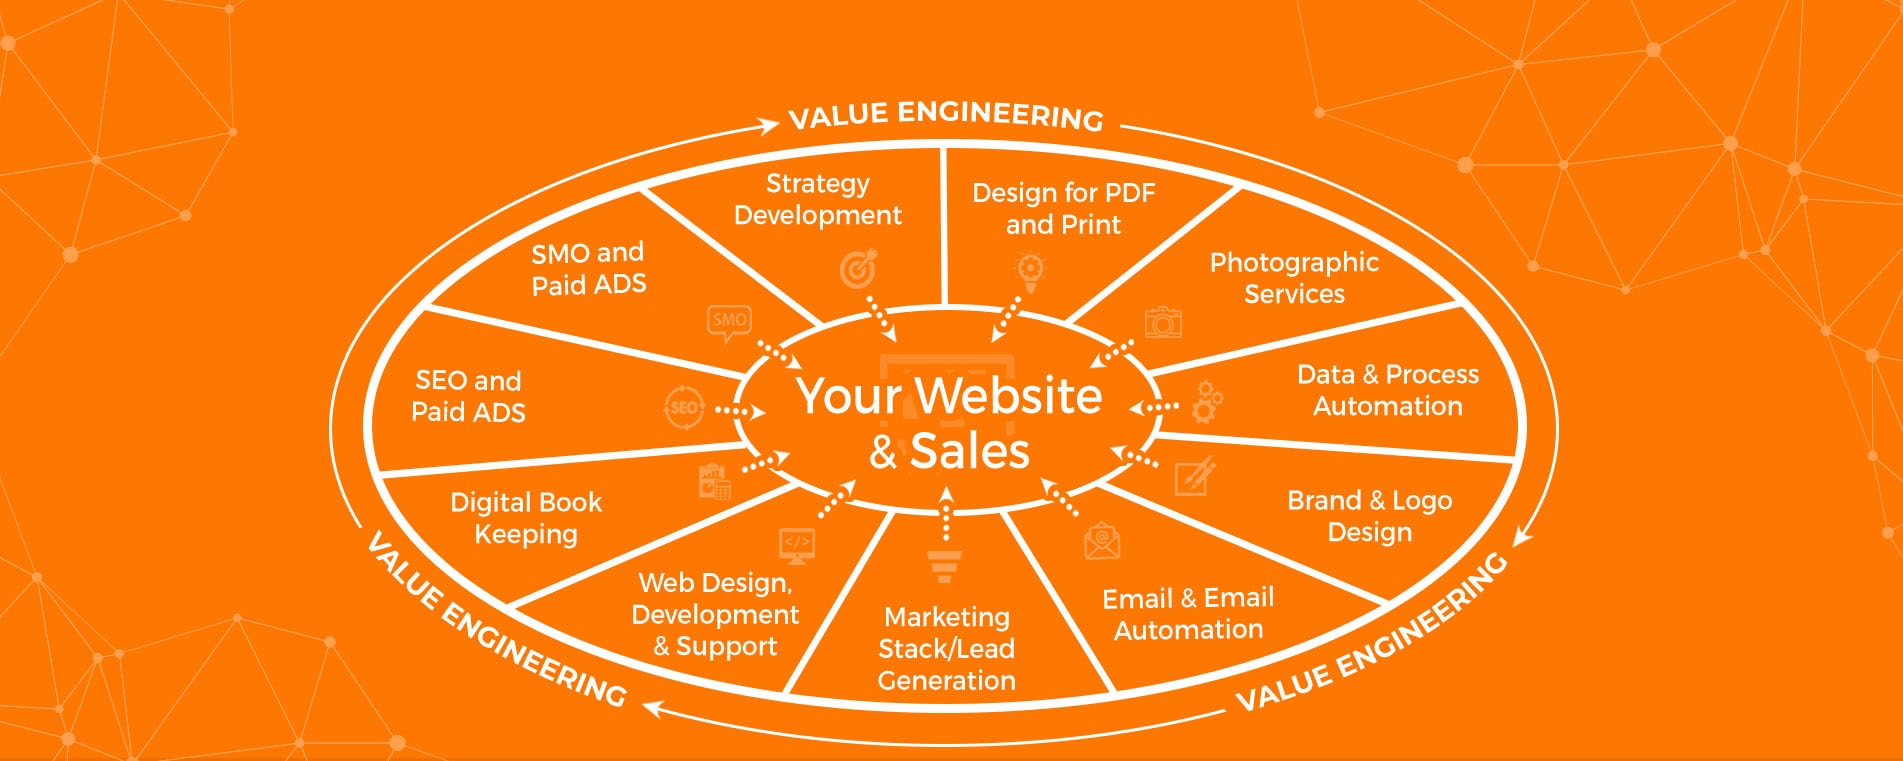 VALUE ENGINEERING
Strategy
Development
Design for PDF
and Print
SMO and
Paid ADS
Photographic
Services
SMO
SEO and
Paid ADS
SEO
Your Website
& Sales
Data & Process
Automation
Digital Book
Keeping
Brand & Logo
Design
</>
Web Design,
Development
& Support
Marketing
Stack/Lead
Generation
Email & Email
Automation
VALUE ENGINEERING
VALUE ENGINEERING